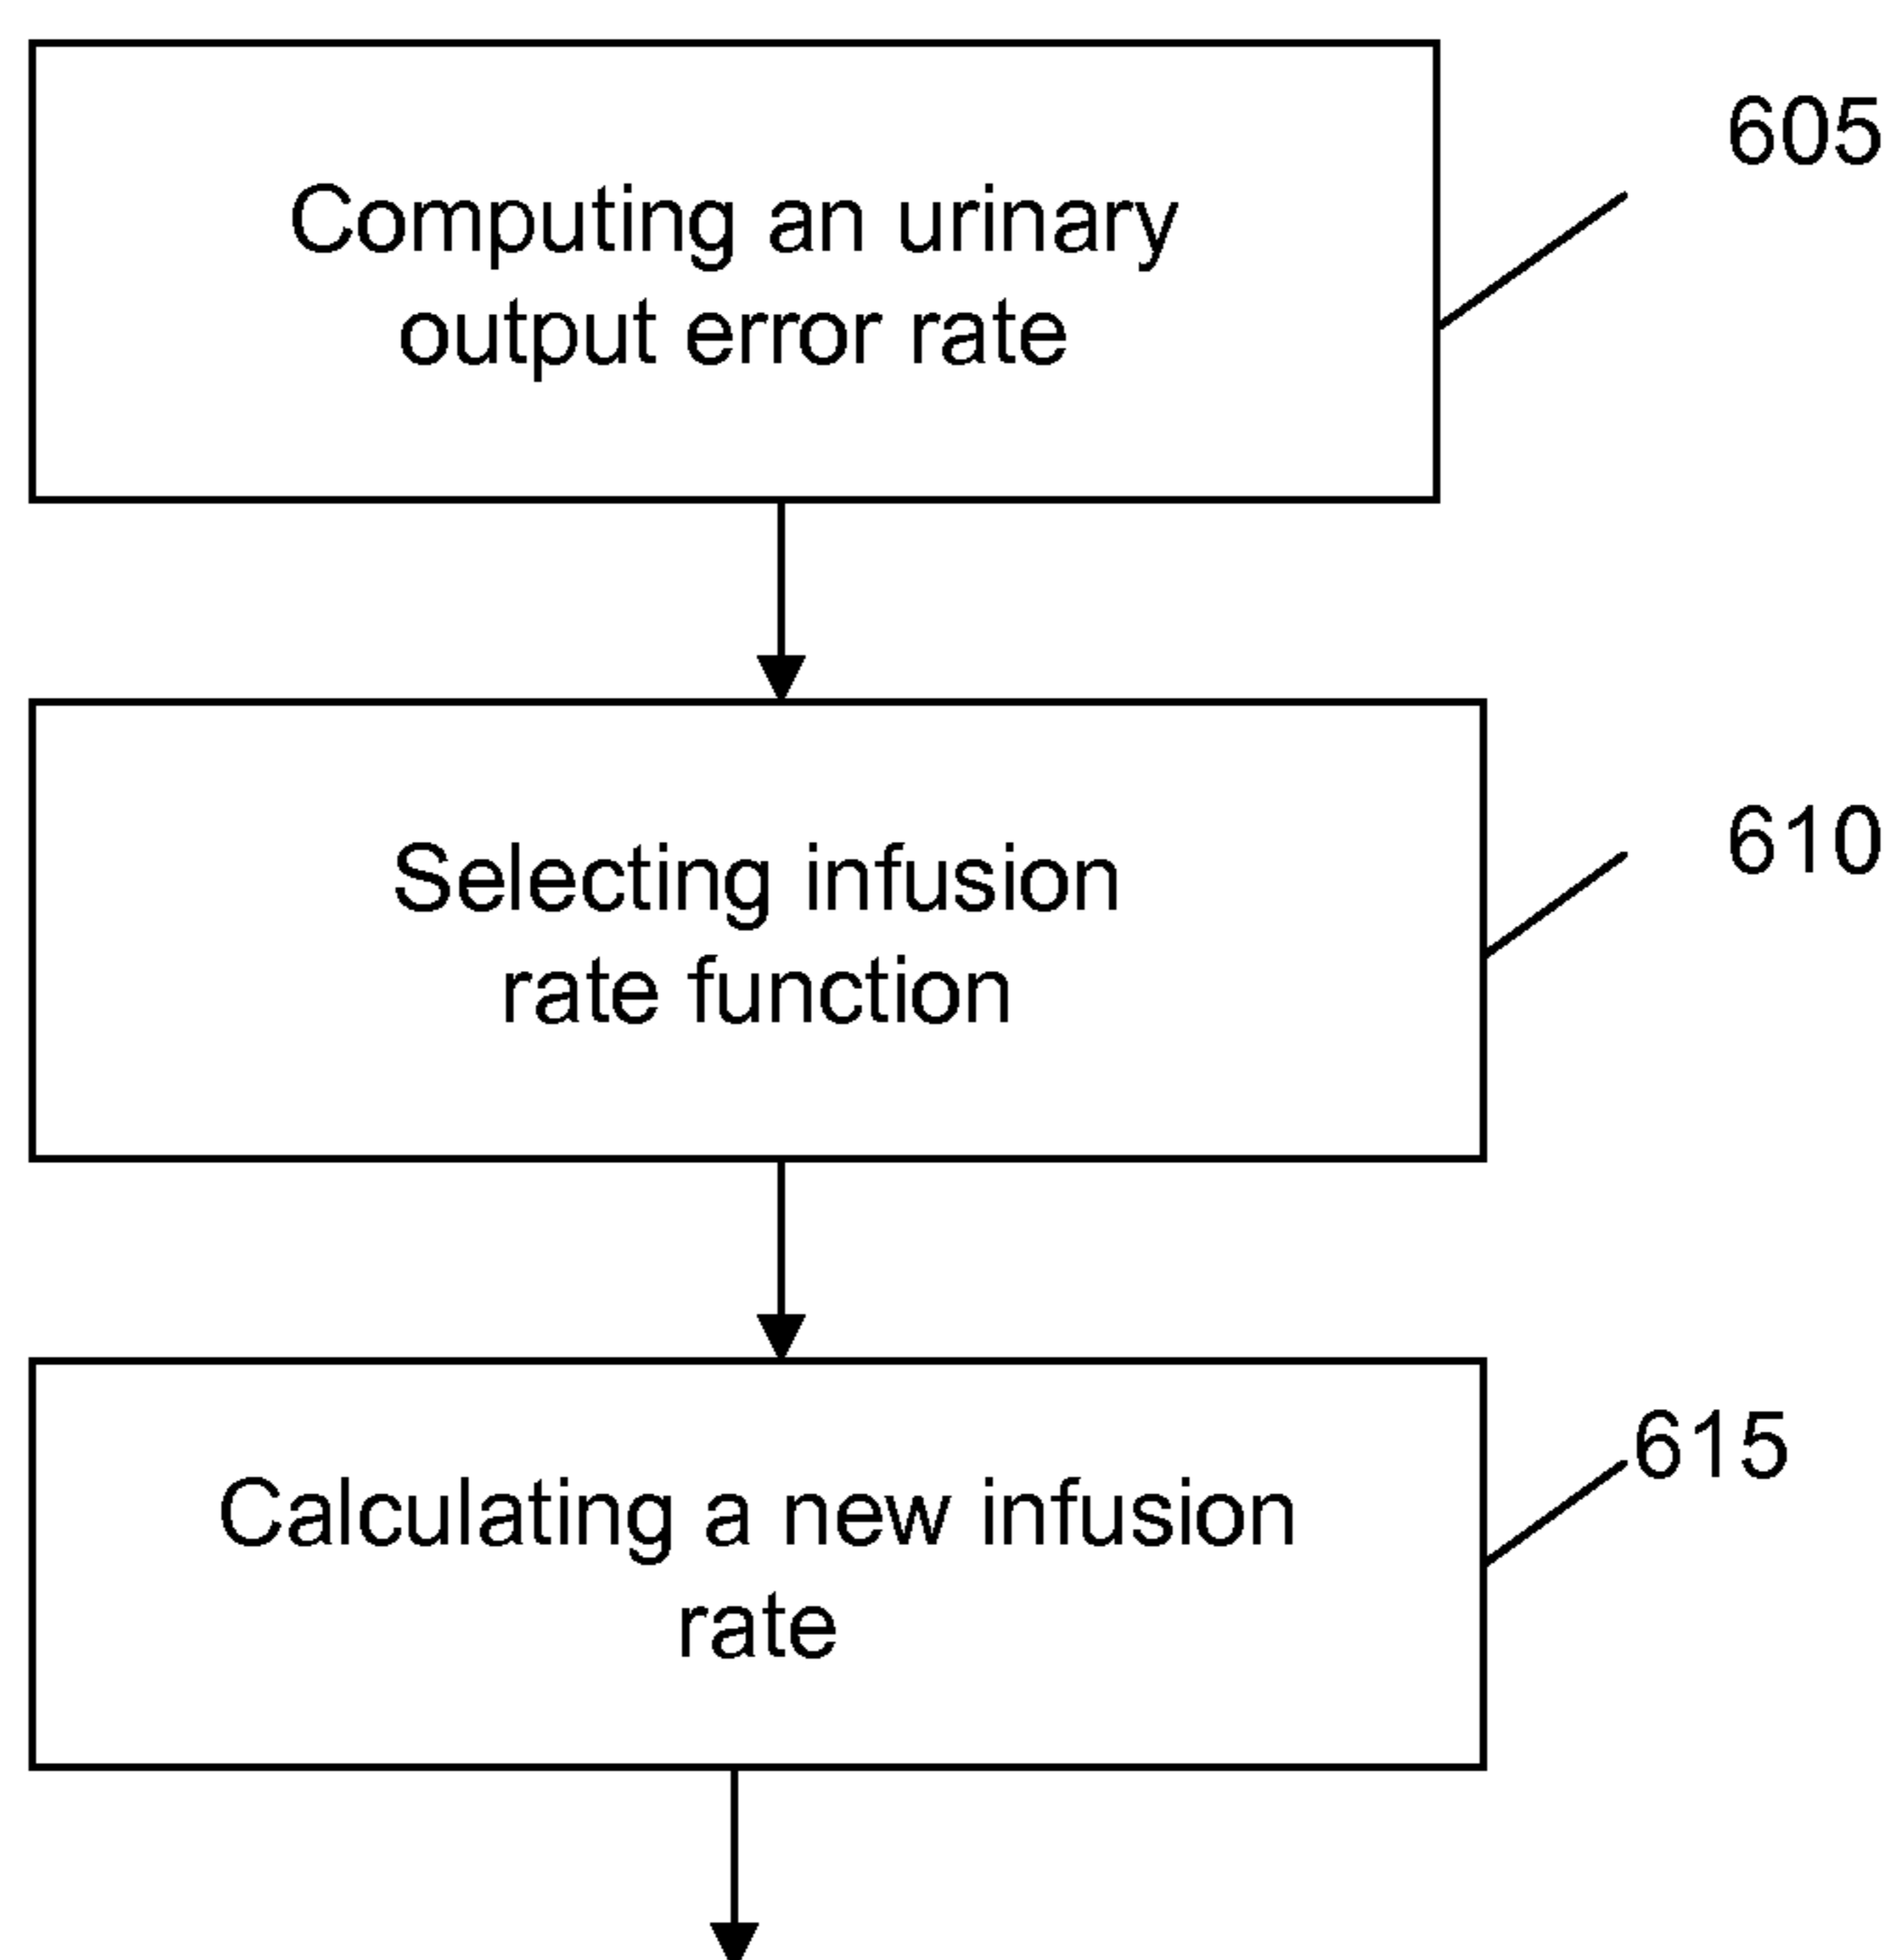 605
Computing an urinary
output error rate
610
Selecting infusion
rate function
615
Calculating a new infusion
rate